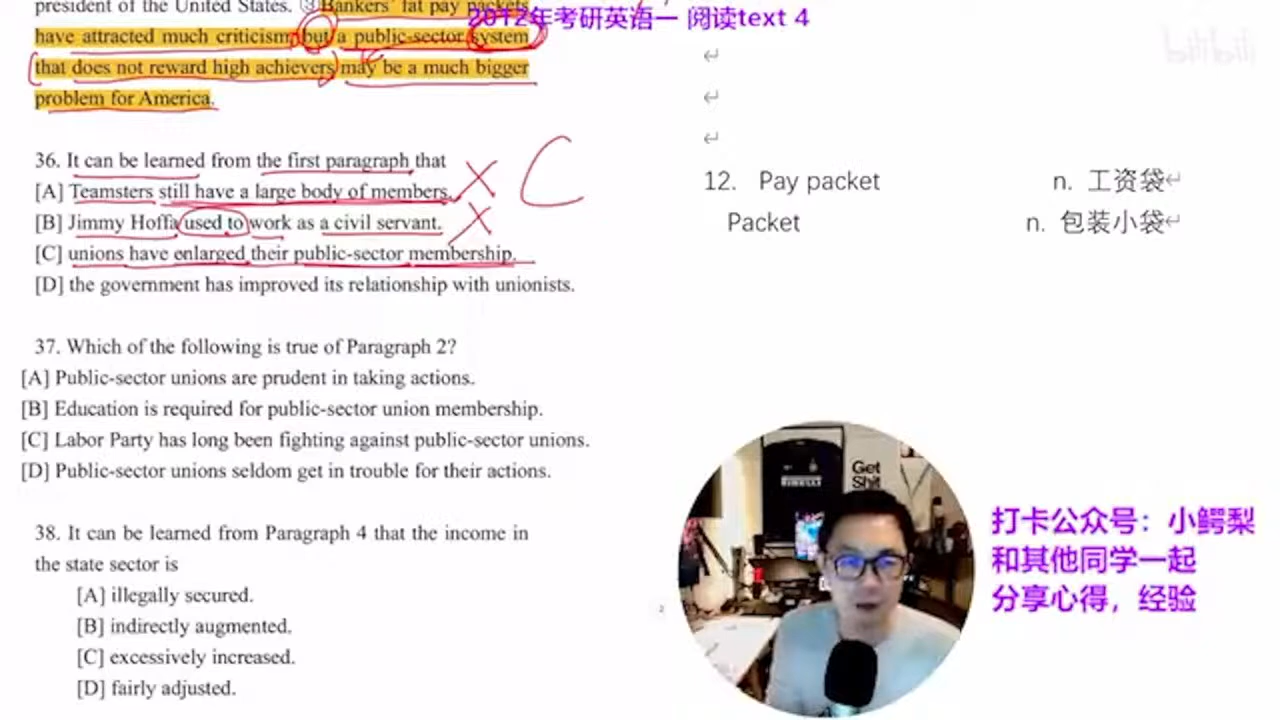 2012年考研英语一 阅读text 4
president of the United States. ③Bankers' fat pay packets
have attracted much criticism, but a public-sector system
that does not reward high achievers may be a much bigger
problem for America.
36. It can be learned from the first paragraph that
[A] Teamsters still have a large body of members.
[B] Jimmy Hoffa used to work as a civil servant.
[C] unions have enlarged their public-sector membership.
[D] the government has improved its relationship with unionists.
C
37. Which of the following is true of Paragraph 2?
[A] Public-sector unions are prudent in taking actions.
[B] Education is required for public-sector union membership.
[C] Labor Party has long been fighting against public-sector unions.
[D] Public-sector unions seldom get in trouble for their actions.
38. It can be learned from Paragraph 4 that the income in
the state sector is
[A] illegally secured.
[B] indirectly augmented.
[C] excessively increased.
[D] fairly adjusted.
bilibili
12. Pay packet n. 工资袋
Packet n. 包装小袋
Get
Shit
PIRELLI
2
打卡公众号：小鳄梨
和其他同学一起
分享心得，经验